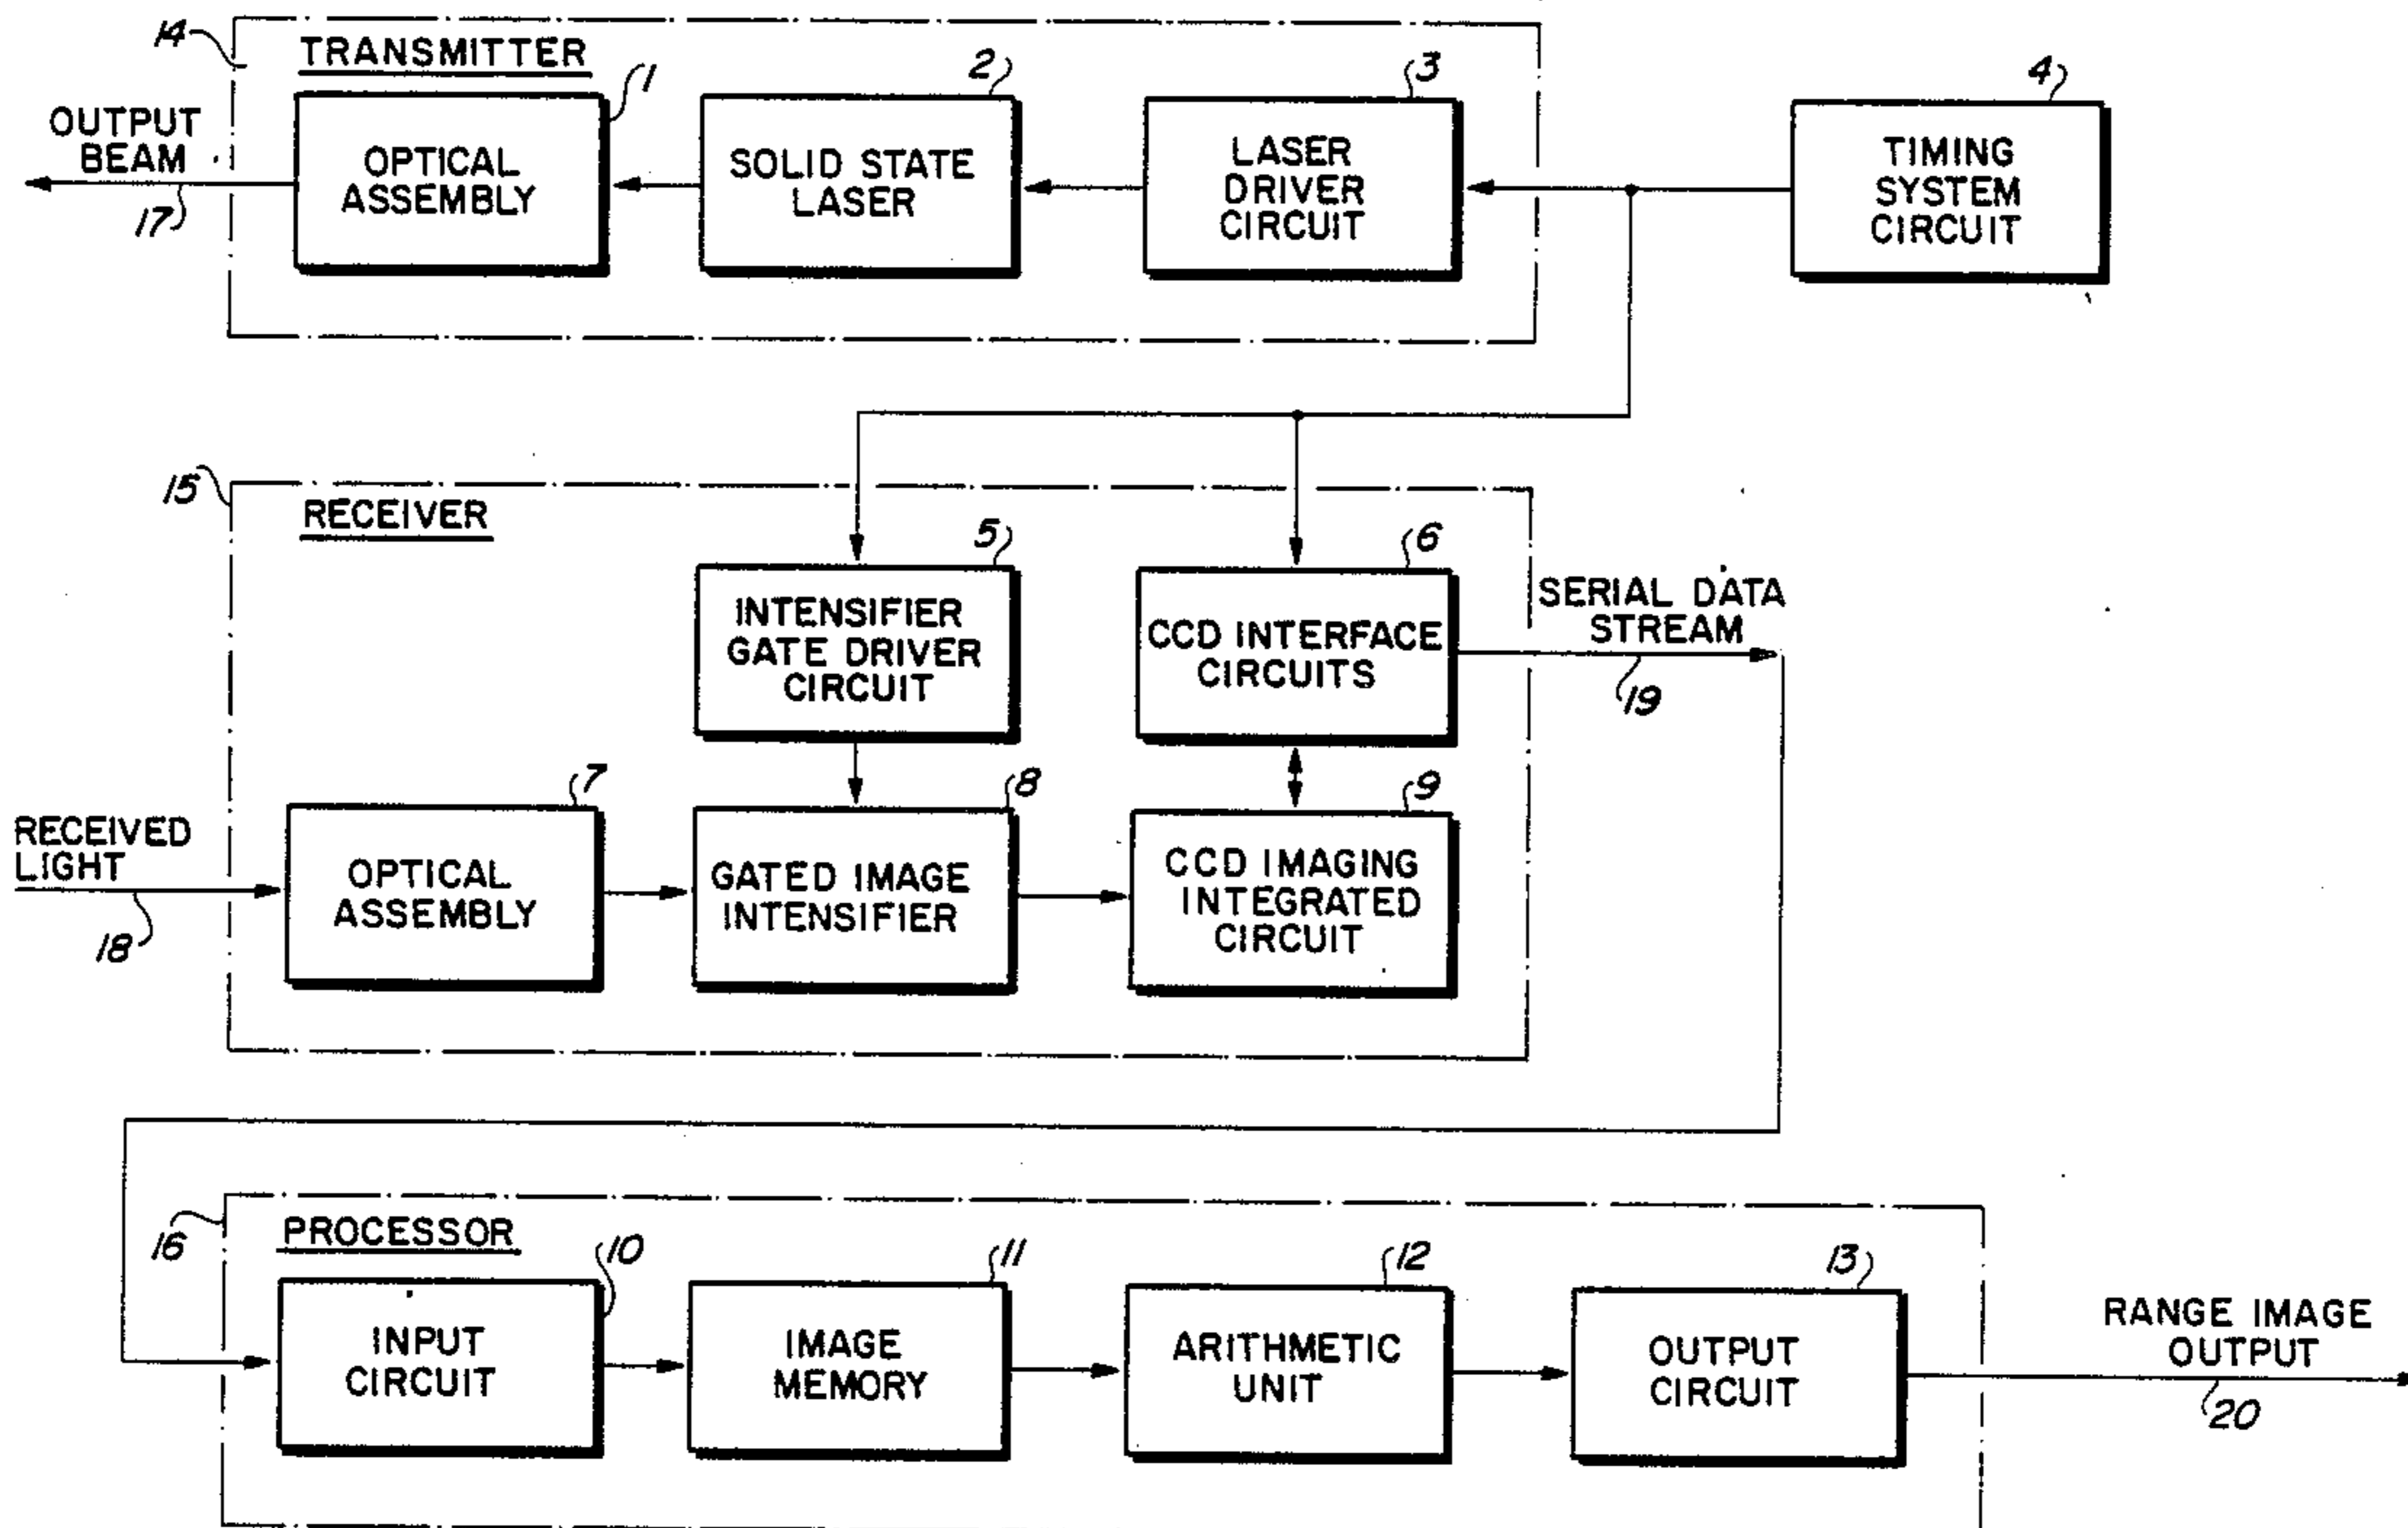 14
TRANSMITTER
1
2
3
4
OUTPUT
BEAM
17
OPTICAL
ASSEMBLY
SOLID STATE
LASER
LASER
DRIVER
CIRCUIT
TIMING
SYSTEM
CIRCUIT
15
RECEIVER
5
6
INTENSIFIER
GATE DRIVER
CIRCUIT
CCD INTERFACE
CIRCUITS
SERIAL DATA
STREAM
19
7
8
9
RECEIVED
LIGHT
18
OPTICAL
ASSEMBLY
GATED IMAGE
INTENSIFIER
CCD IMAGING
INTEGRATED
CIRCUIT
16
PROCESSOR
10
11
12
13
INPUT
CIRCUIT
IMAGE
MEMORY
ARITHMETIC
UNIT
OUTPUT
CIRCUIT
RANGE IMAGE
OUTPUT
20